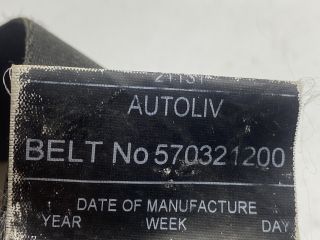 AUTOLIV
BELT No 570321200
DATE OF MANUFACTURE
YEAR WEEK DAY